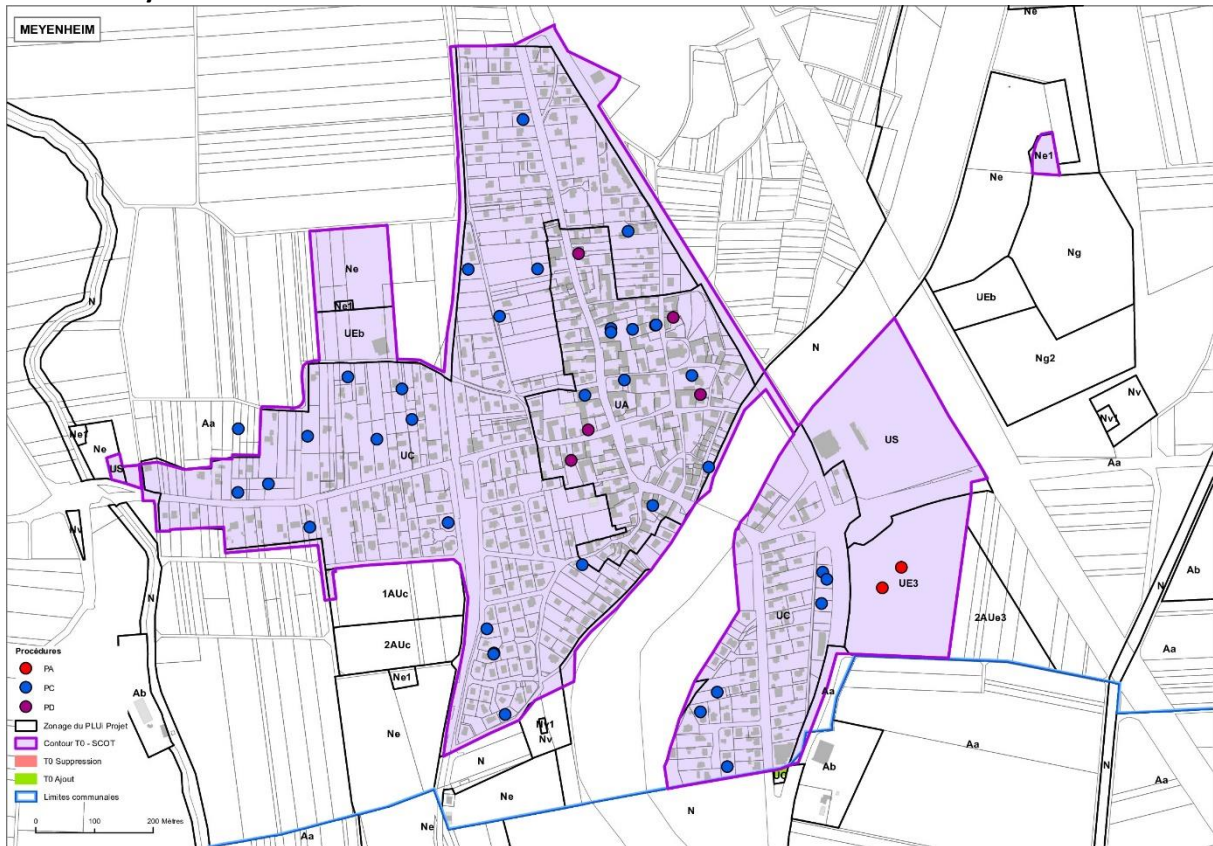 MEYENHEIM
Ne
Ne1
Ne
Ng
Ne
UEb
Ne1
N
UEb
Ng2
N
Nv
Nv1
UA
Aa
US
Ne1
Ne
UC
Aa
US
Nv
UE3
Ab
N
1AUc
UC
2AUe3
N
2AUc
Aa
Procédures
PA
PC
PD
Ne1
Aa
Ab
Zonage du PLUi Projet
Contour T0 - SCOT
T0 Suppression
T0 Ajout
Limites communales
0 100 200 Mètres
Ne
Nv1
Nv
N
Aa
Ab
UC
N
Aa
Ne
N
Ne
Aa